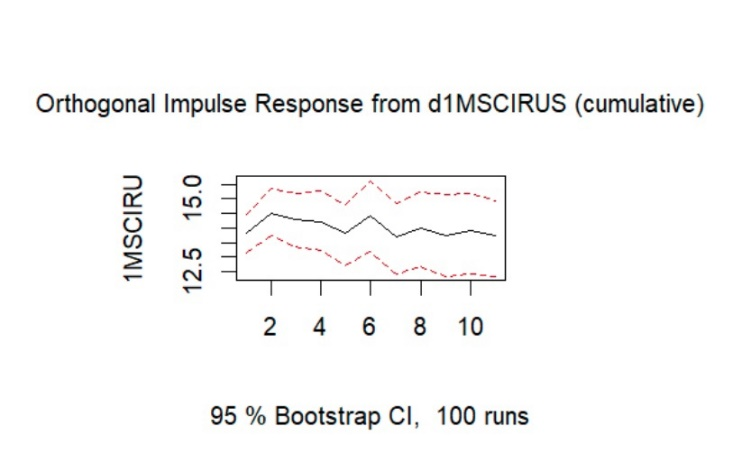 Orthogonal Impulse Response from d1MSCIRUS (cumulative)
1MSCIRU
15.0
12.5
2 4 6 8 10
95 % Bootstrap CI, 100 runs